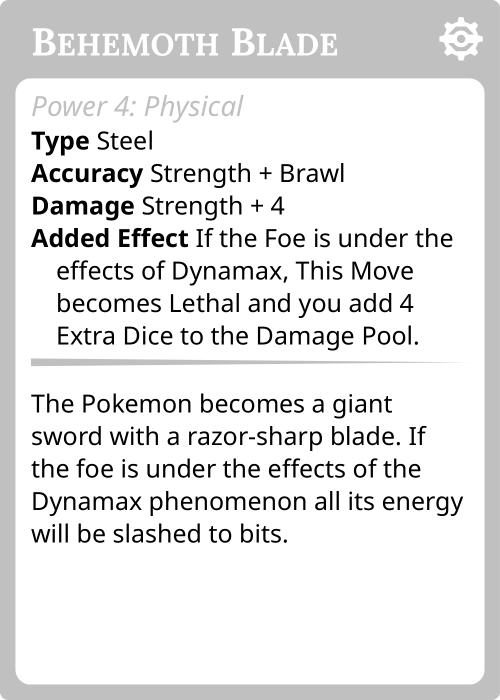 Behemoth Blade
Power 4: Physical
Type Steel
Accuracy Strength + Brawl
Damage Strength + 4
Added Effect If the Foe is under the
effects of Dynamax, This Move
becomes Lethal and you add 4
Extra Dice to the Damage Pool.
The Pokemon becomes a giant
sword with a razor-sharp blade. If
the foe is under the effects of the
Dynamax phenomenon all its energy
will be slashed to bits.